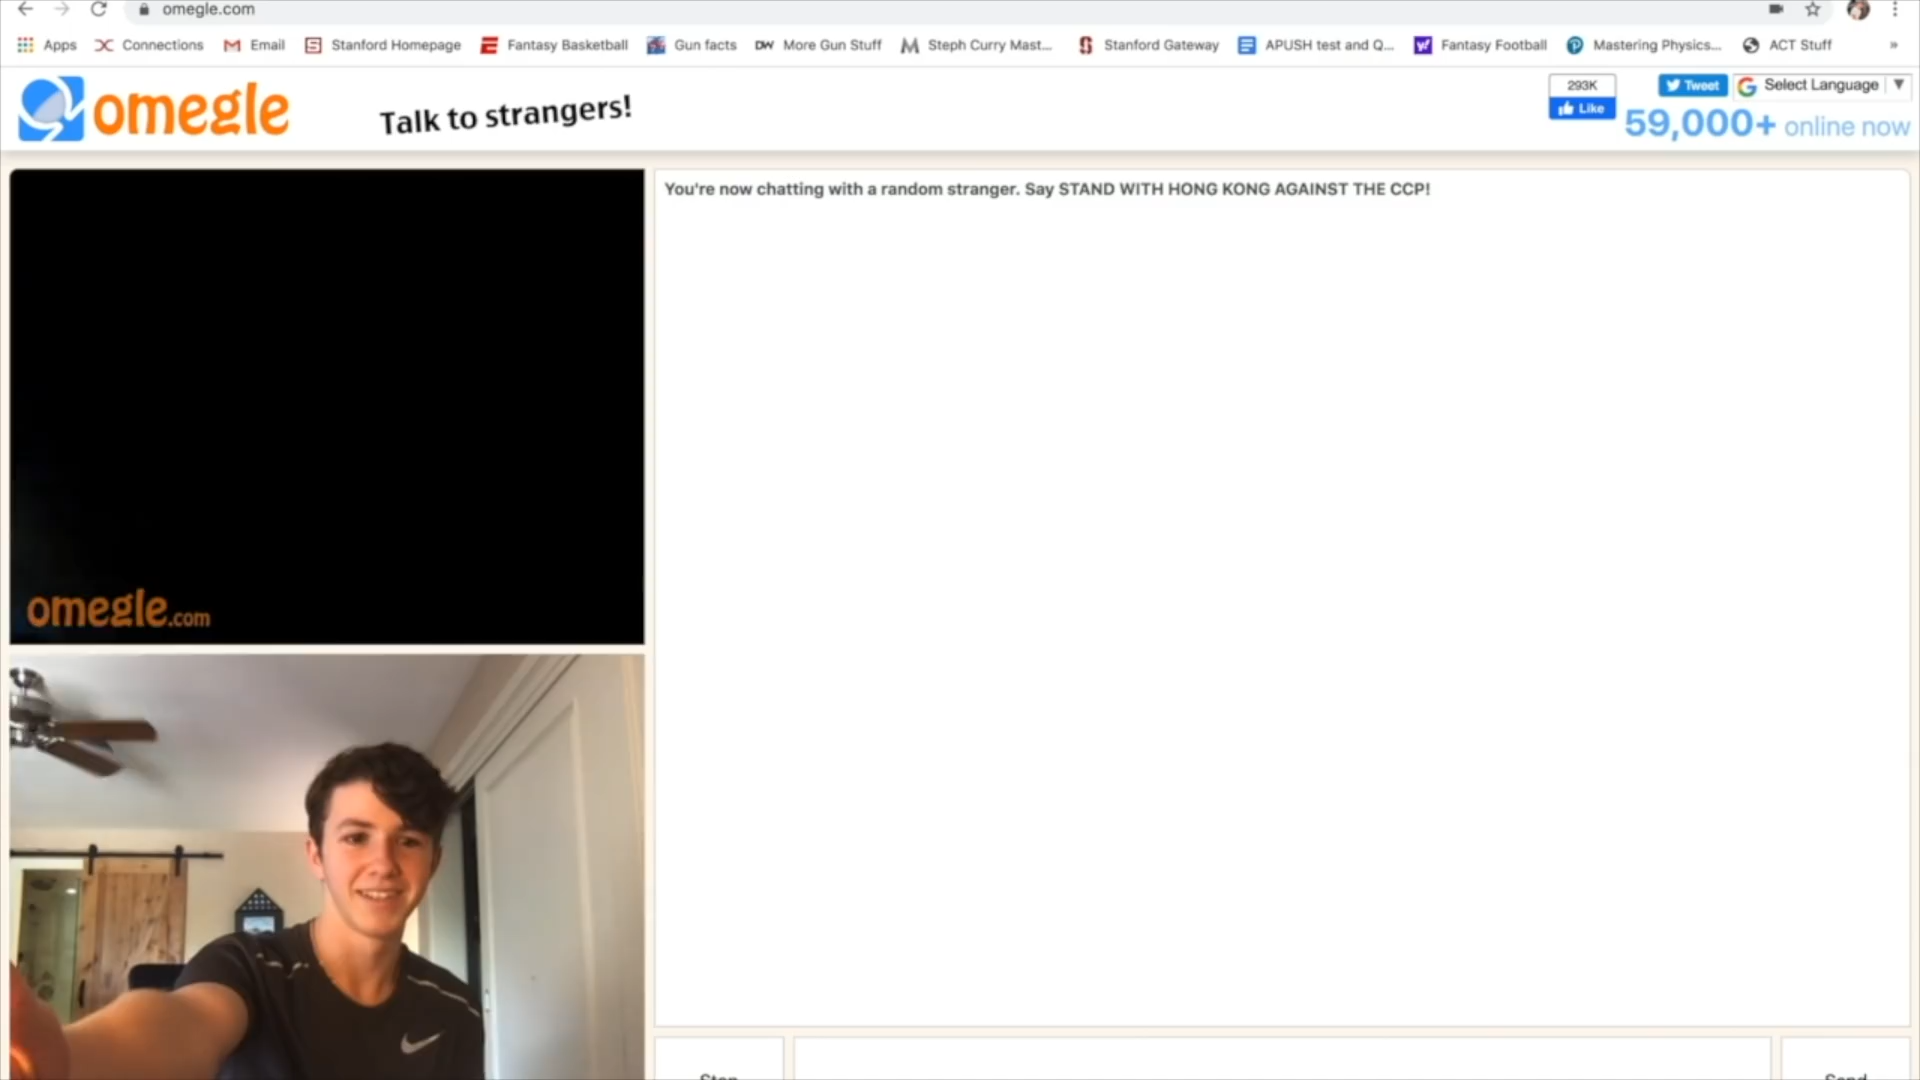 omegle.com
Apps Connections Email Stanford Homepage Fantasy Basketball Gun facts DW More Gun Stuff Steph Curry Mast... Stanford Gateway APUSH test and Q... Fantasy Football Mastering Physics... ACT Stuff »
omegle Talk to strangers! 293K Like Tweet Select Language
59,000+ online now
You're now chatting with a random stranger. Say STAND WITH HONG KONG AGAINST THE CCP!
omegle.com
Stop Send